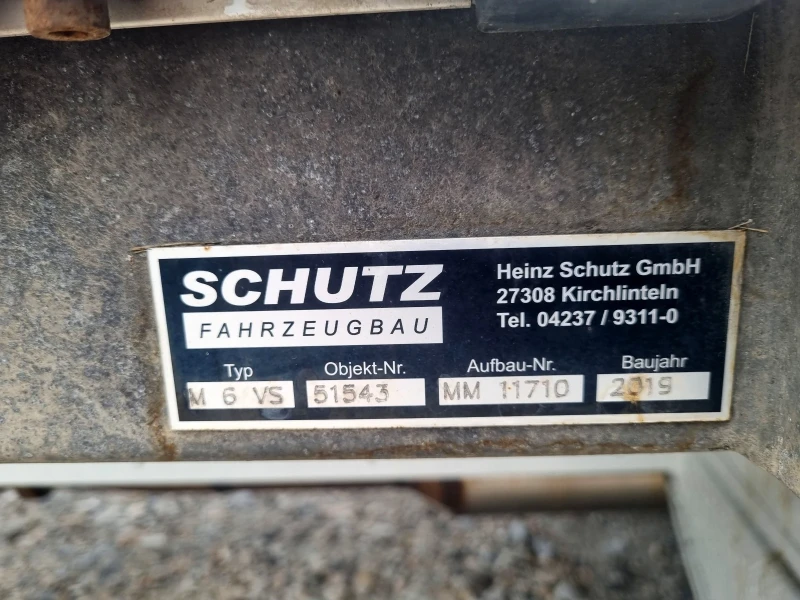 SCHUTZ
FAHRZEUGBAU
Heinz Schutz GmbH
27308 Kirchlinteln
Tel. 04237 / 9311-0
Typ Objekt-Nr. Aufbau-Nr. Baujahr
M 6 VS 51543 MM 11710 2019